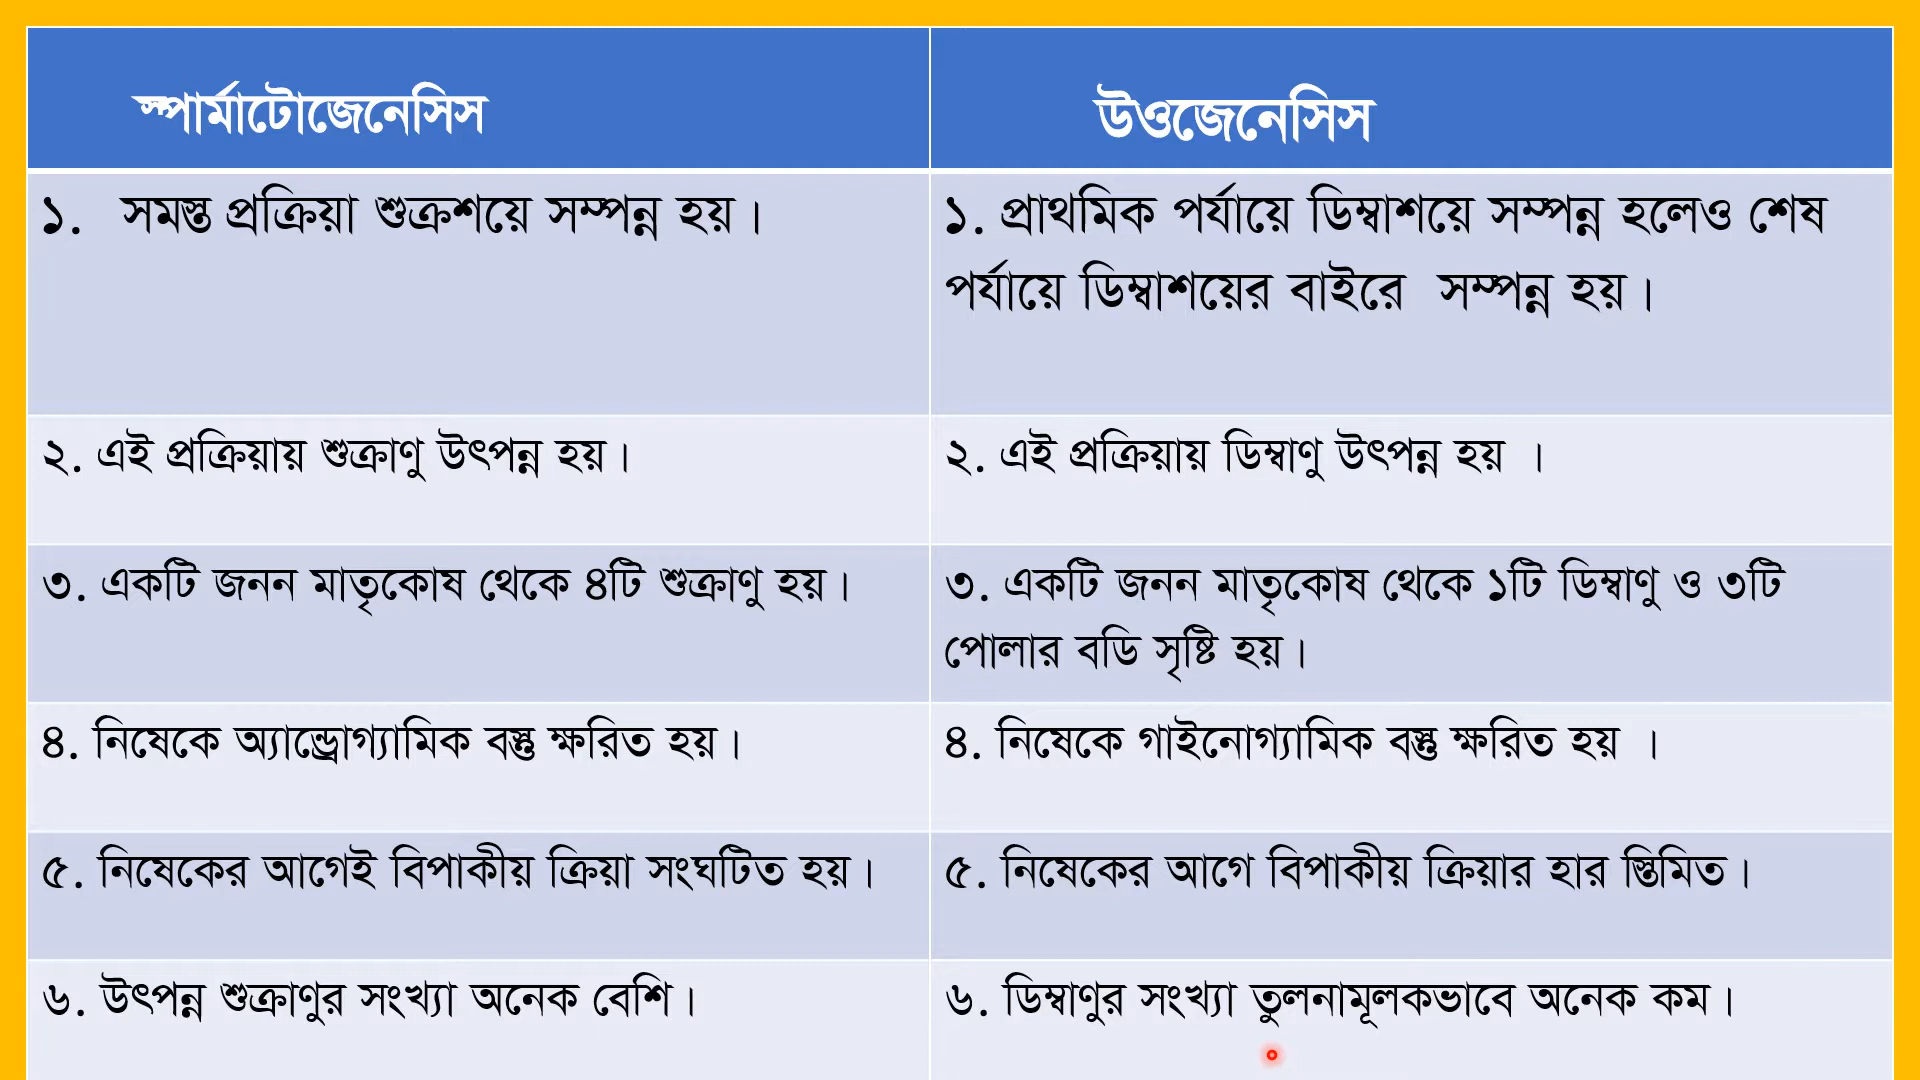 স্পার্মাটোজেনেসিস
উওজেনেসিস
১. সমস্ত প্রক্রিয়া শুক্রশয়ে সম্পন্ন হয়।
১. প্রাথমিক পর্যায়ে ডিম্বাশয়ে সম্পন্ন হলেও শেষ
পর্যায়ে ডিম্বাশয়ের বাইরে সম্পন্ন হয়।
২. এই প্রক্রিয়ায় শুক্রাণু উৎপন্ন হয়।
২. এই প্রক্রিয়ায় ডিম্বাণু উৎপন্ন হয় ।
৩. একটি জনন মাতৃকোষ থেকে ৪টি শুক্রাণু হয়।
৩. একটি জনন মাতৃকোষ থেকে ১টি ডিম্বাণু ও ৩টি
পোলার বডি সৃষ্টি হয়।
৪. নিষেকে অ্যান্ড্রোগ্যামিক বস্তু ক্ষরিত হয়।
৪. নিষেকে গাইনোগ্যামিক বস্তু ক্ষরিত হয় ।
৫. নিষেকের আগেই বিপাকীয় ক্রিয়া সংঘটিত হয়।
৫. নিষেকের আগে বিপাকীয় ক্রিয়ার হার স্তিমিত।
৬. উৎপন্ন শুক্রাণুর সংখ্যা অনেক বেশি।
৬. ডিম্বাণুর সংখ্যা তুলনামূলকভাবে অনেক কম।